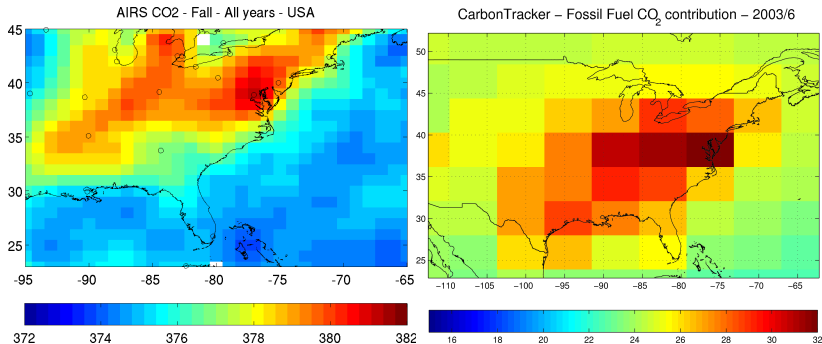 AIRS CO2 - Fall - All years - USA
45
40
35
30
25
-95 -90 -85 -80 -75 -70 -65
372 374 376 378 380 382
CarbonTracker – Fossil Fuel CO2 contribution – 2003/6
50
45
40
35
30
25
−110 −105 −100 −95 −90 −85 −80 −75 −70 −65
16 18 20 22 24 26 28 30 32